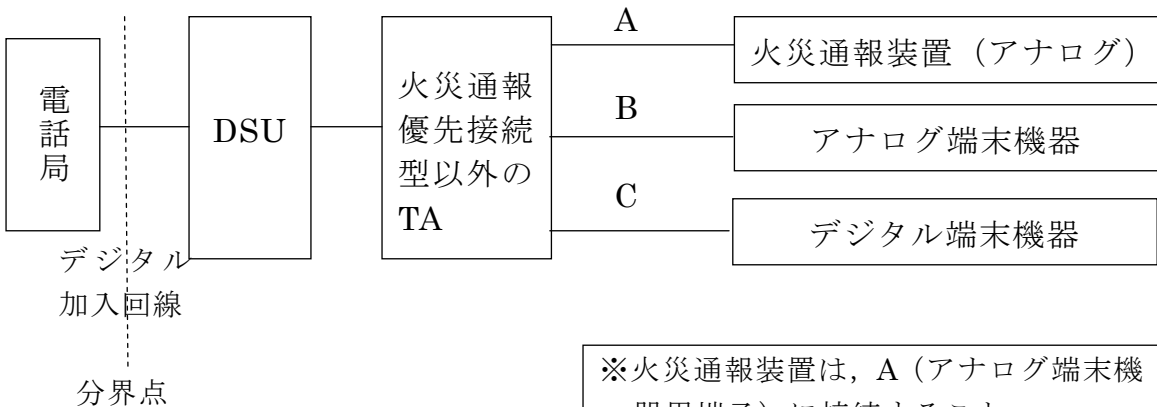 電話局
DSU
火災通報
優先接続
型以外の
TA
A
火災通報装置（アナログ）
B
アナログ端末機器
C
デジタル端末機器
デジタル
加入回線
分界点
※火災通報装置は，A（アナログ端末機
器用端子）に接続すること